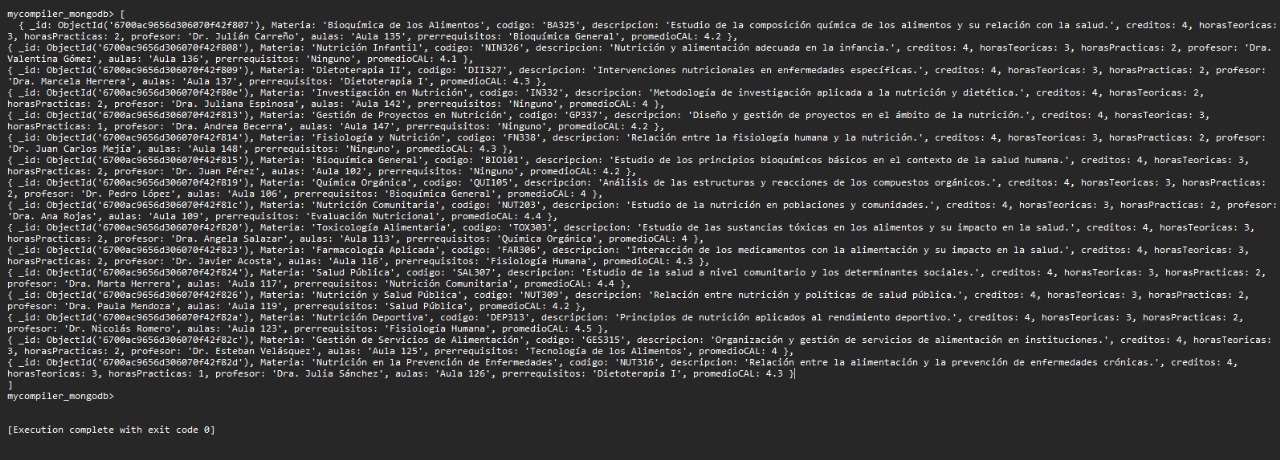 mycompiler_mongodb> [
{ _id: ObjectId('6700ac9656d306070f42f807'), Materia: 'Bioquímica de los Alimentos', codigo: 'BA325', descripcion: 'Estudio de la composición química de los alimentos y su relación con la salud.', creditos: 4, horasTeoricas:
3, horasPracticas: 2, profesor: 'Dr. Julián Carreño', aulas: 'Aula 135', prerrequisitos: 'Bioquímica General', promedioCAL: 4.2 },
{ _id: ObjectId('6700ac9656d306070f42f808'), Materia: 'Nutrición Infantil', codigo: 'NIN326', descripcion: 'Nutrición y alimentación adecuada en la infancia.', creditos: 4, horasTeoricas: 3, horasPracticas: 2, profesor: 'Dra.
Valentina Gómez', aulas: 'Aula 136', prerrequisitos: 'Ninguno', promedioCAL: 4.1 },
{ _id: ObjectId('6700ac9656d306070f42f809'), Materia: 'Dietoterapia II', codigo: 'DII327', descripcion: 'Intervenciones nutricionales en enfermedades específicas.', creditos: 4, horasTeoricas: 3, horasPracticas: 2, profesor:
'Dra. Marcela Herrera', aulas: 'Aula 137', prerrequisitos: 'Dietoterapia I', promedioCAL: 4.3 },
{ _id: ObjectId('6700ac9656d306070f42f80e'), Materia: 'Investigación en Nutrición', codigo: 'IN332', descripcion: 'Metodología de investigación aplicada a la nutrición y dietética.', creditos: 4, horasTeoricas: 3, horasTeoricas: 2,
horasPracticas: 2, profesor: 'Dra. Juliana Espinosa', aulas: 'Aula 142', prerrequisitos: 'Ninguno', promedioCAL: 4 },
{ _id: ObjectId('6700ac9656d306070f42f813'), Materia: 'Gestión de Proyectos en Nutrición', codigo: 'GP337', descripcion: 'Diseño y gestión de proyectos en el ámbito de la nutrición.', creditos: 4, horasTeoricas: 3,
horasPracticas: 1, profesor: 'Dra. Andrea Becerra', aulas: 'Aula 147', prerrequisitos: 'Ninguno', promedioCAL: 4.2 },
{ _id: ObjectId('6700ac9656d306070f42f814'), Materia: 'Fisiología y Nutrición', codigo: 'FN338', descripcion: 'Relación entre la fisiología humana y la nutrición.', creditos: 4, horasTeoricas: 3, horasPracticas: 2, profesor:
'Dr. Juan Carlos Mejía', aulas: 'Aula 148', prerrequisitos: 'Ninguno', promedioCAL: 4.3 },
{ _id: ObjectId('6700ac9656d306070f42f815'), Materia: 'Bioquímica General', codigo: 'BIO101', descripcion: 'Estudio de los principios bioquímicos básicos en el contexto de la salud humana.', creditos: 4, horasTeoricas: 3,
horasPracticas: 2, profesor: 'Dr. Juan Pérez', aulas: 'Aula 102', prerrequisitos: 'Ninguno', promedioCAL: 4.2 },
{ _id: ObjectId('6700ac9656d306070f42f819'), Materia: 'Química Orgánica', codigo: 'QUI105', descripcion: 'Análisis de las estructuras y reacciones de los compuestos orgánicos.', creditos: 4, horasTeoricas: 3, horasPracticas:
2, profesor: 'Dr. Pedro López', aulas: 'Aula 106', prerrequisitos: 'Bioquímica General', promedioCAL: 4 },
{ _id: ObjectId('6700ac9656d306070f42f81c'), Materia: 'Nutrición Comunitaria', codigo: 'NUT203', descripcion: 'Estudio de la nutrición en poblaciones y comunidades.', creditos: 4, horasTeoricas: 3, horasPracticas: 2, profesor:
'Dra. Ana Rojas', aulas: 'Aula 109', prerrequisitos: 'Evaluación Nutricional', promedioCAL: 4.4 },
{ _id: ObjectId('6700ac9656d306070f42f820'), Materia: 'Toxicología Alimentaria', codigo: 'TOX303', descripcion: 'Estudio de las sustancias tóxicas en los alimentos y su impacto en la salud.', creditos: 4, horasTeoricas: 3,
horasPracticas: 2, profesor: 'Dra. Angela Salazar', aulas: 'Aula 113', prerrequisitos: 'Química Orgánica', promedioCAL: 4 },
{ _id: ObjectId('6700ac9656d306070f42f823'), Materia: 'Farmacología Aplicada', codigo: 'FAR306', descripcion: 'Interacción de los medicamentos con la alimentación y su impacto en la salud.', creditos: 4, horasTeoricas: 3,
horasPracticas: 2, profesor: 'Dr. Javier Acosta', aulas: 'Aula 116', prerrequisitos: 'Fisiología Humana', promedioCAL: 4.3 },
{ _id: ObjectId('6700ac9656d306070f42f824'), Materia: 'Salud Pública', codigo: 'SAL307', descripcion: 'Estudio de la salud a nivel comunitario y los determinantes sociales.', creditos: 4, horasTeoricas: 3, horasPracticas: 2,
profesor: 'Dra. Marta Herrera', aulas: 'Aula 117', prerrequisitos: 'Nutrición Comunitaria', promedioCAL: 4.4 },
{ _id: ObjectId('6700ac9656d306070f42f826'), Materia: 'Nutrición y Salud Pública', codigo: 'NUT309', descripcion: 'Relación entre nutrición y políticas de salud pública.', creditos: 4, horasTeoricas: 3, horasPracticas: 2,
profesor: 'Dra. Paula Mendoza', aulas: 'Aula 119', prerrequisitos: 'Salud Pública', promedioCAL: 4.2 },
{ _id: ObjectId('6700ac9656d306070f42f82a'), Materia: 'Nutrición Deportiva', codigo: 'DEP313', descripcion: 'Principios de nutrición aplicados al rendimiento deportivo.', creditos: 4, horasTeoricas: 3, horasPracticas: 2,
profesor: 'Dr. Nicolás Romero', aulas: 'Aula 123', prerrequisitos: 'Fisiología Humana', promedioCAL: 4.5 },
{ _id: ObjectId('6700ac9656d306070f42f82c'), Materia: 'Gestión de Servicios de Alimentación', codigo: 'GES315', descripcion: 'Organización y gestión de servicios de alimentación en instituciones.', creditos: 4, horasTeoricas:
3, horasPracticas: 2, profesor: 'Dr. Esteban Velásquez', aulas: 'Aula 125', prerrequisitos: 'Tecnología de los Alimentos', promedioCAL: 4 },
{ _id: ObjectId('6700ac9656d306070f42f82d'), Materia: 'Nutrición en la Prevención de Enfermedades', codigo: 'NUT316', descripcion: 'Relación entre la alimentación y la prevención de enfermedades crónicas.', creditos: 4,
horasTeoricas: 3, horasPracticas: 1, profesor: 'Dra. Julia Sánchez', aulas: 'Aula 126', prerrequisitos: 'Dietoterapia I', promedioCAL: 4.3 }
]
mycompiler_mongodb>
[Execution complete with exit code 0]